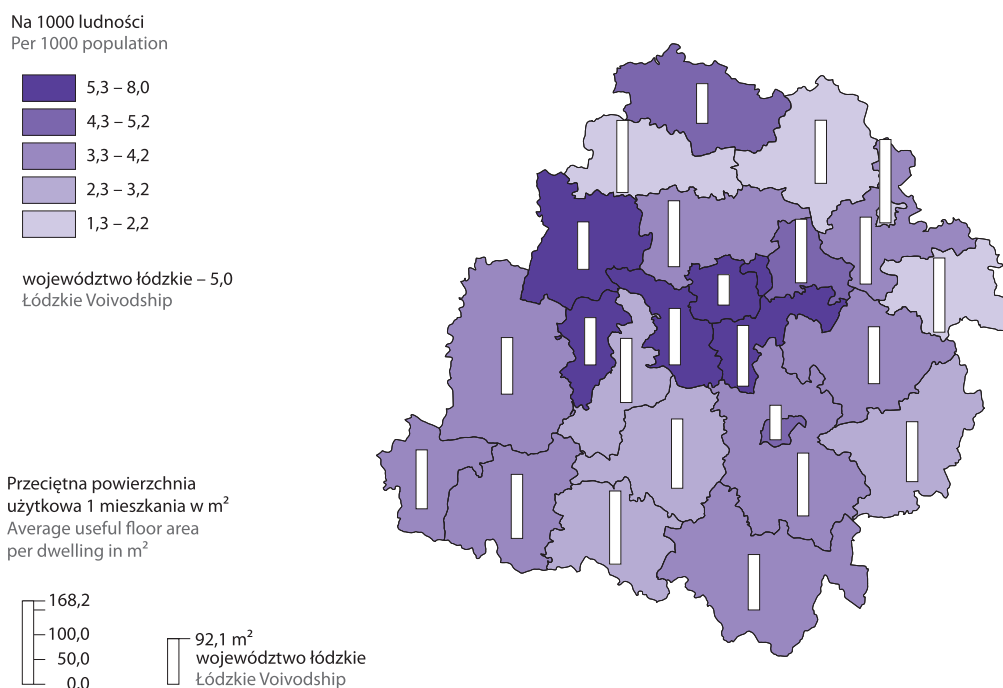 Na 1000 ludności
Per 1000 population
5,3 – 8,0
4,3 – 5,2
3,3 – 4,2
2,3 – 3,2
1,3 – 2,2
województwo łódzkie – 5,0
Łódzkie Voivodship
Przeciętna powierzchnia
użytkowa 1 mieszkania w m²
Average useful floor area
per dwelling in m²
168,2
100,0
50,0
0,0
92,1 m²
województwo łódzkie
Łódzkie Voivodship